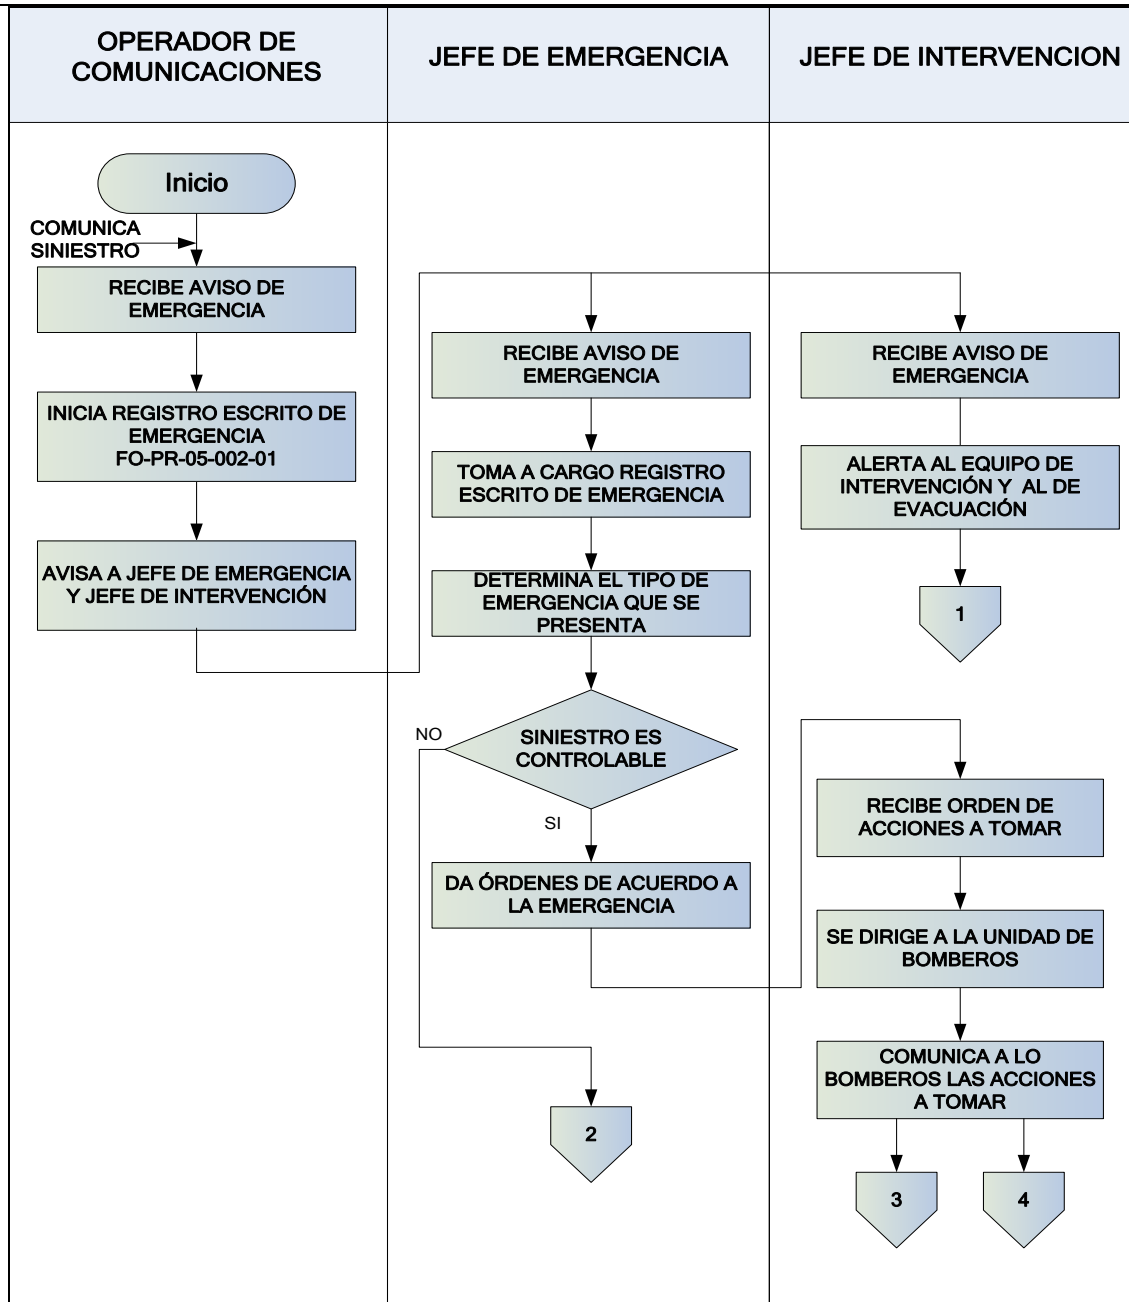 OPERADOR DE
COMUNICACIONES
JEFE DE EMERGENCIA
JEFE DE INTERVENCION
Inicio
COMUNICA
SINIESTRO
RECIBE AVISO DE
EMERGENCIA
INICIA REGISTRO ESCRITO DE
EMERGENCIA
FO-PR-05-002-01
AVISA A JEFE DE EMERGENCIA
Y JEFE DE INTERVENCIÓN
RECIBE AVISO DE
EMERGENCIA
TOMA A CARGO REGISTRO
ESCRITO DE EMERGENCIA
DETERMINA EL TIPO DE
EMERGENCIA QUE SE
PRESENTA
SINIESTRO ES
CONTROLABLE
NO
SI
DA ÓRDENES DE ACUERDO A
LA EMERGENCIA
2
RECIBE AVISO DE
EMERGENCIA
ALERTA AL EQUIPO DE
INTERVENCIÓN Y AL DE
EVACUACIÓN
1
RECIBE ORDEN DE
ACCIONES A TOMAR
SE DIRIGE A LA UNIDAD DE
BOMBEROS
COMUNICA A LO
BOMBEROS LAS ACCIONES
A TOMAR
3
4